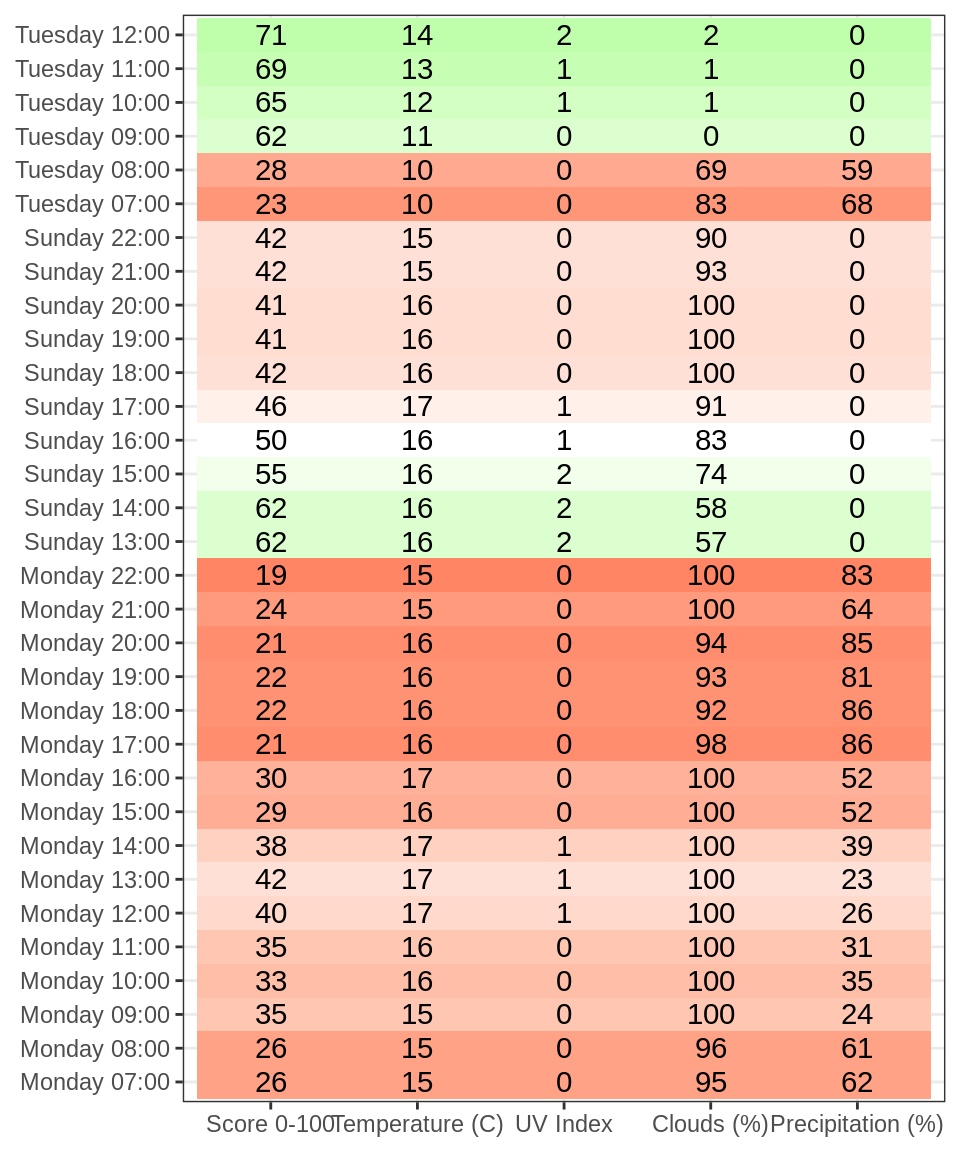 Tuesday 12:00 71 14 2 2 0
Tuesday 11:00 69 13 1 1 0
Tuesday 10:00 65 12 1 1 0
Tuesday 09:00 62 11 0 0 0
Tuesday 08:00 28 10 0 69 59
Tuesday 07:00 23 10 0 83 68
Sunday 22:00 42 15 0 90 0
Sunday 21:00 42 15 0 93 0
Sunday 20:00 41 16 0 100 0
Sunday 19:00 41 16 0 100 0
Sunday 18:00 42 16 0 100 0
Sunday 17:00 46 17 1 91 0
Sunday 16:00 50 16 1 83 0
Sunday 15:00 55 16 2 74 0
Sunday 14:00 62 16 2 58 0
Sunday 13:00 62 16 2 57 0
Monday 22:00 19 15 0 100 83
Monday 21:00 24 15 0 100 64
Monday 20:00 21 16 0 94 85
Monday 19:00 22 16 0 93 81
Monday 18:00 22 16 0 92 86
Monday 17:00 21 16 0 98 86
Monday 16:00 30 17 0 100 52
Monday 15:00 29 16 0 100 52
Monday 14:00 38 17 1 100 39
Monday 13:00 42 17 1 100 23
Monday 12:00 40 17 1 100 26
Monday 11:00 35 16 0 100 31
Monday 10:00 33 16 0 100 35
Monday 09:00 35 15 0 100 24
Monday 08:00 26 15 0 96 61
Monday 07:00 26 15 0 95 62
Score 0-100 Temperature (C) UV Index Clouds (%) Precipitation (%)